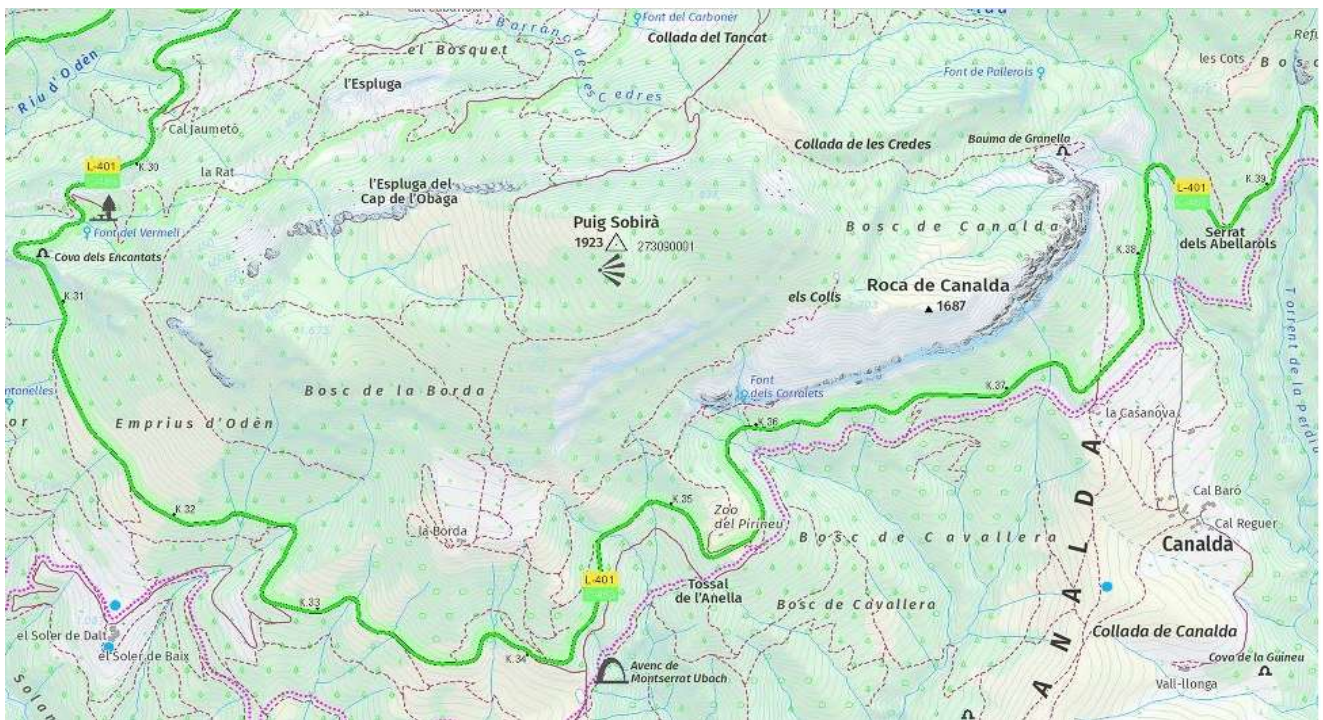 Font del Carboner
Riu d'Odèn
el Bosquet
Barranc de les Cedres
Collada del Tancat
les Cots
l'Espluga
Font de Pallerols
Cal Jaumetó
L-401
K.30
la Rat
Collada de les Credes
Bauma de Granella
l'Espluga del
Cap de l'Obaga
L-401
K.39
Font del Vermell
Puig Sobirà
1923
273090001
Bosc de Canalda
Serrat
dels Abellarols
Cova dels Encantats
K.38
K.31
Roca de Canalda
1687
els Colls
Bosc de la Borda
Font
dels Corralets
K.37
Emprius d'Odèn
la Casanova
K.36
K.32
K.35
Zoo
del Pirineu
Cal Baró
Cal Reguer
la Borda
Bosc de Cavallera
Canalda
L-401
Tossal
de l'Anella
K.33
Bosc de Cavallera
el Soler de Dalt
el Soler de Baix
K.34
Collada de Canalda
Avenc de
Montserrat Ubach
Cova de la Guineu
Vall-llonga
ANALDA